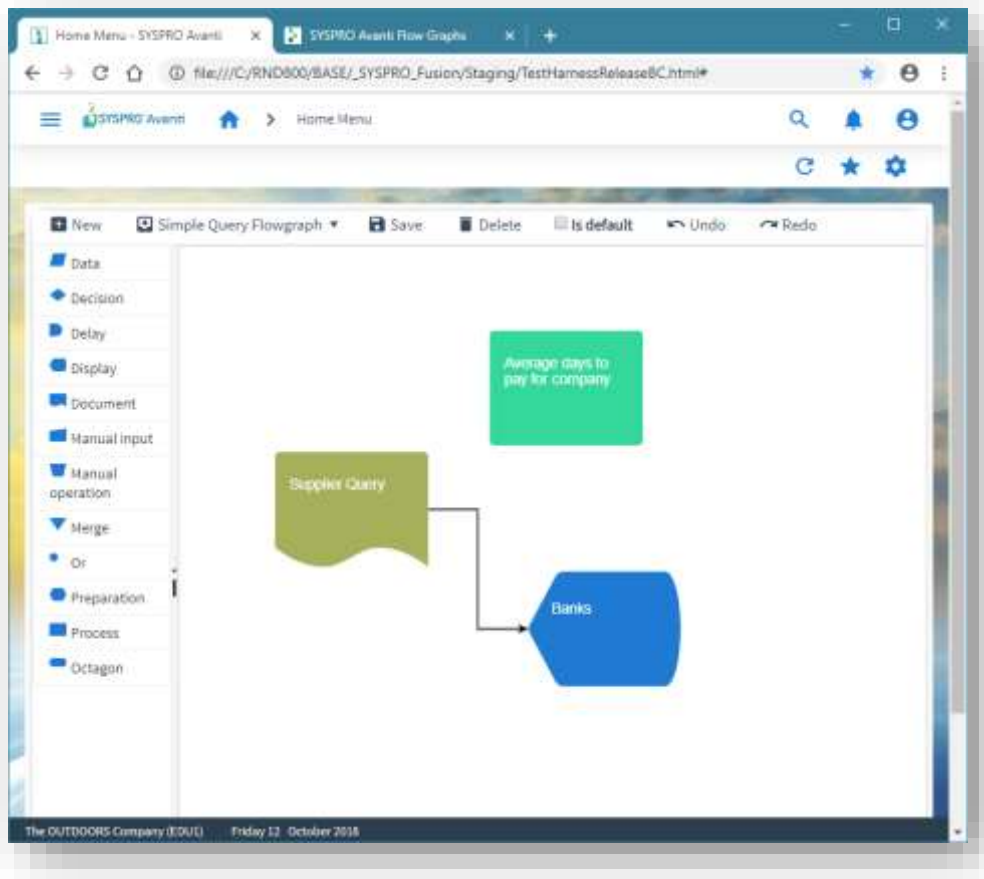 Home Menu - SYSPRO Avanti
SYSPRO Avanti Flow Graphs
file:///C:/RND800/BASE/_SYSPRO_Fusion/Staging/TestHarnessReleaseBC.html#
SYSPRO Avanti
Home Menu
New
Simple Query Flowgraph
Save
Delete
Is default
Undo
Redo
Data
Decision
Delay
Display
Document
Manual input
Manual
operation
Merge
Or
Preparation
Process
Octagon
Average days to
pay for company
Supplier Query
Banks
The OUTDOORS Company (EDU1) Friday 12 October 2018